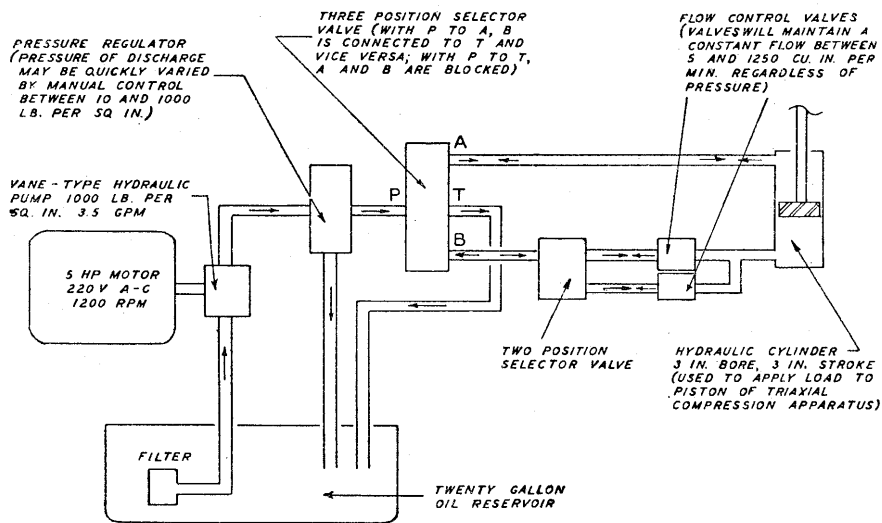 THREE POSITION SELECTOR
VALVE (WITH P TO A, B
IS CONNECTED TO T AND
VICE VERSA; WITH P TO T,
A AND B ARE BLOCKED)
FLOW CONTROL VALVES
(VALVES WILL MAINTAIN A
CONSTANT FLOW BETWEEN
5 AND 1250 CU. IN. PER
MIN. REGARDLESS OF
PRESSURE)
PRESSURE REGULATOR
(PRESSURE OF DISCHARGE
MAY BE QUICKLY VARIED
BY MANUAL CONTROL
BETWEEN 10 AND 1000
LB. PER SQ IN.)
VANE-TYPE HYDRAULIC
PUMP 1000 LB. PER
SQ. IN. 3.5 GPM
A
P
T
B
5 HP MOTOR
220 V A-C
1200 RPM
TWO POSITION
SELECTOR VALVE
HYDRAULIC CYLINDER
3 IN. BORE, 3 IN. STROKE
(USED TO APPLY LOAD TO
PISTON OF TRIAXIAL
COMPRESSION APPARATUS)
FILTER
TWENTY GALLON
OIL RESERVOIR